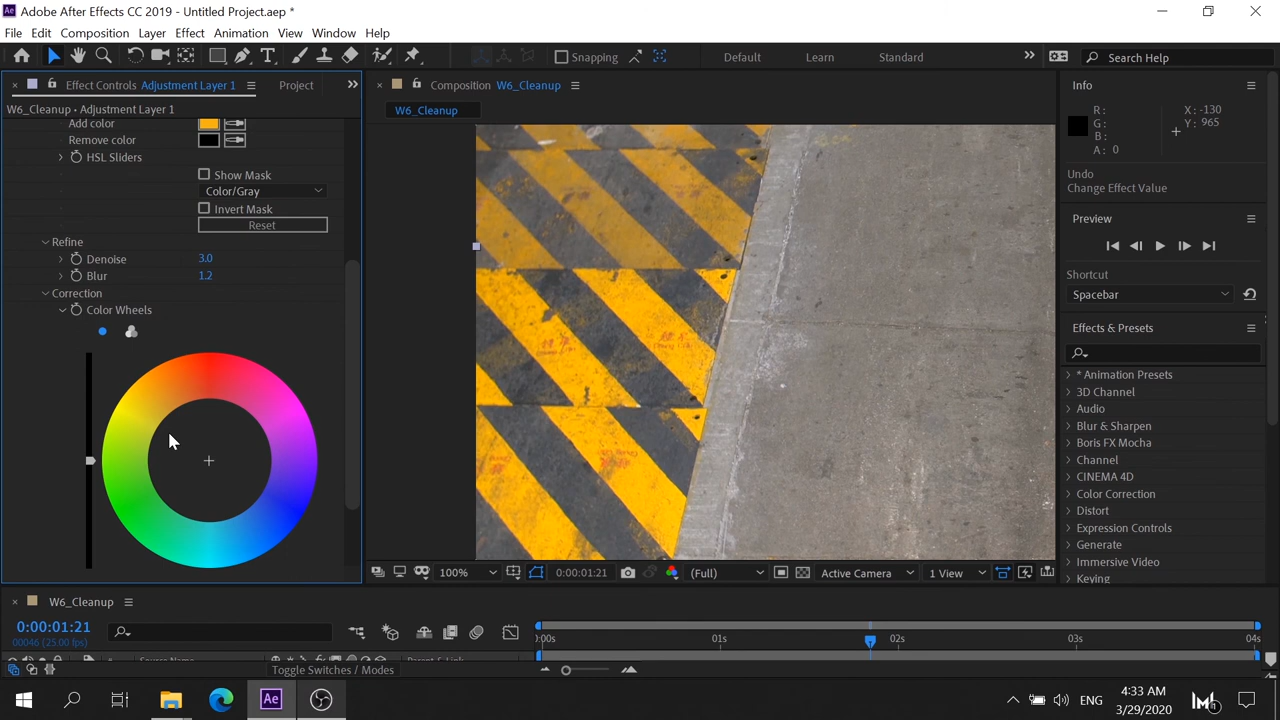 Adobe After Effects CC 2019 - Untitled Project.aep *
File Edit Composition Layer Effect Animation View Window Help
Snapping Default Learn Standard Search Help
Effect Controls Adjustment Layer 1 Project
Composition W6_Cleanup
Info
W6_Cleanup • Adjustment Layer 1
W6_Cleanup
Add color
Remove color
HSL Sliders
Show Mask
Color/Gray
Invert Mask
Reset
Refine
Denoise 3.0
Blur 1.2
Correction
Color Wheels
R:
G:
B:
A: 0
X: -130
Y: 965
Undo
Change Effect Value
Preview
Shortcut
Spacebar
Effects & Presets
* Animation Presets
3D Channel
Audio
Blur & Sharpen
Boris FX Mocha
Channel
CINEMA 4D
Color Correction
Distort
Expression Controls
Generate
Immersive Video
Keying
100% 0:00:01:21 (Full) Active Camera 1 View
W6_Cleanup
0:00:01:21
00046 (25.00 fps)
0:00s 01s 02s 03s 04s
Source Name Parent & Link
Toggle Switches / Modes
ENG
4:33 AM
3/29/2020
1